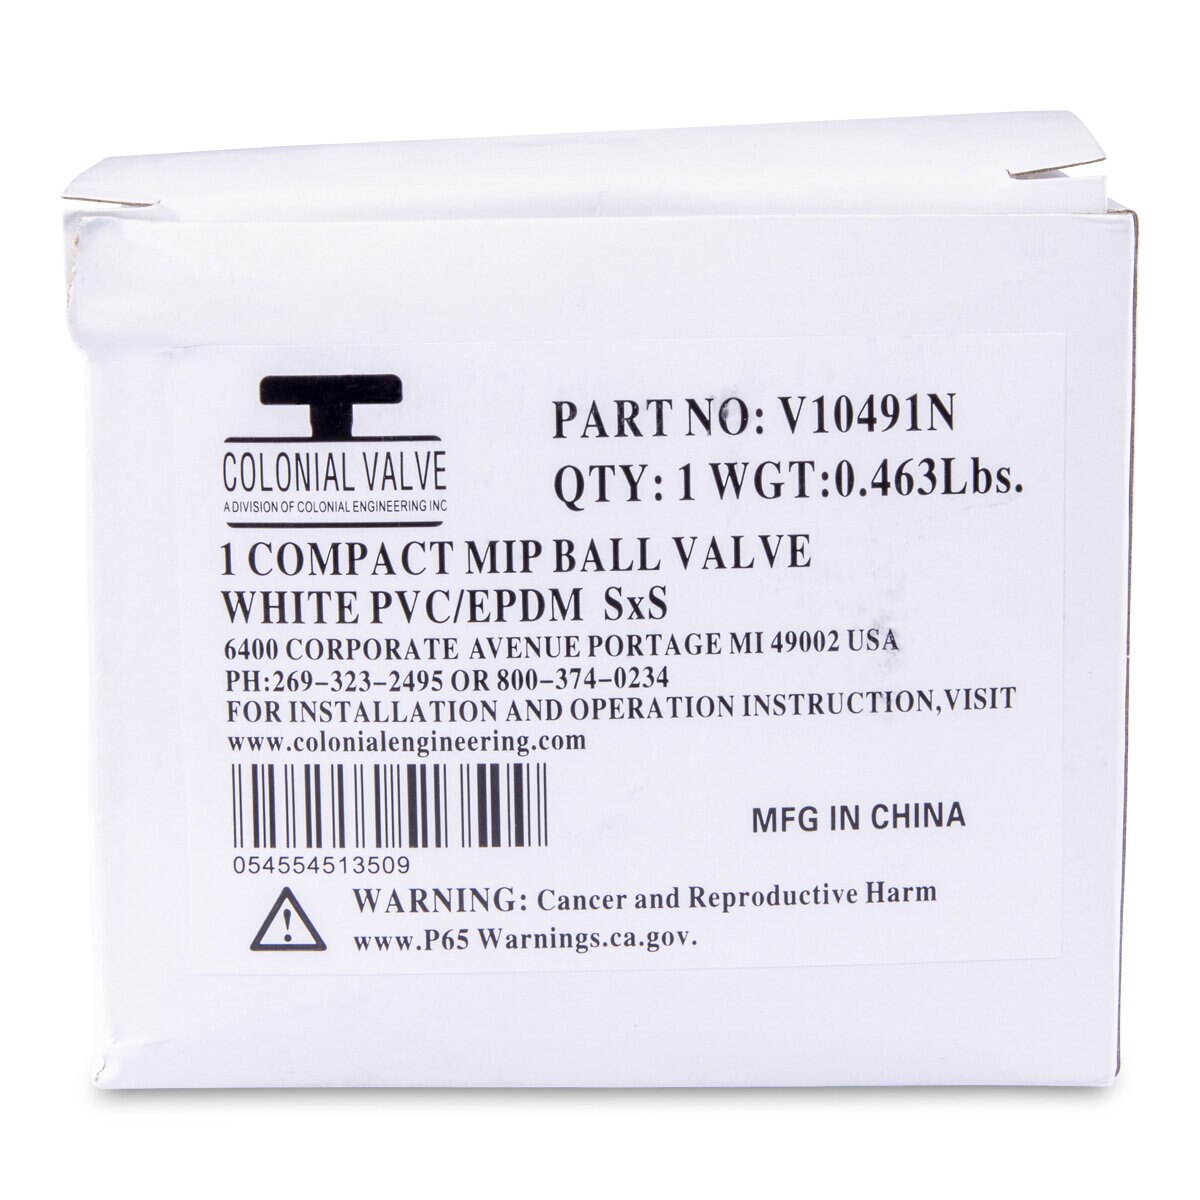 COLONIAL VALVE
A DIVISION OF COLONIAL ENGINEERING INC
PART NO: V10491N
QTY: 1 WGT:0.463Lbs.
1 COMPACT MIP BALL VALVE
WHITE PVC/EPDM SxS
6400 CORPORATE AVENUE PORTAGE MI 49002 USA
PH:269-323-2495 OR 800-374-0234
FOR INSTALLATION AND OPERATION INSTRUCTION,VISIT
www.colonialengineering.com
054554513509
MFG IN CHINA
WARNING: Cancer and Reproductive Harm
www.P65 Warnings.ca.gov.